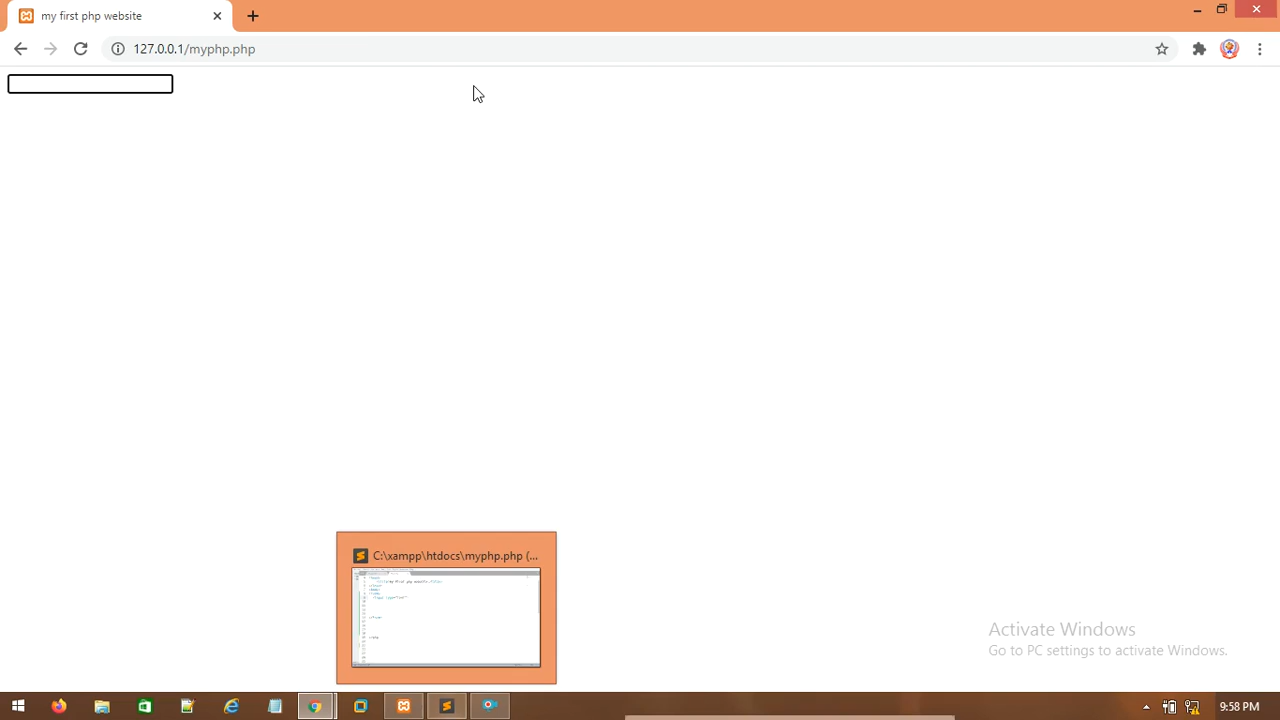 my first php website
127.0.0.1/myphp.php
C:\xampp\htdocs\myphp.php (...
Activate Windows
Go to PC settings to activate Windows.
9:58 PM